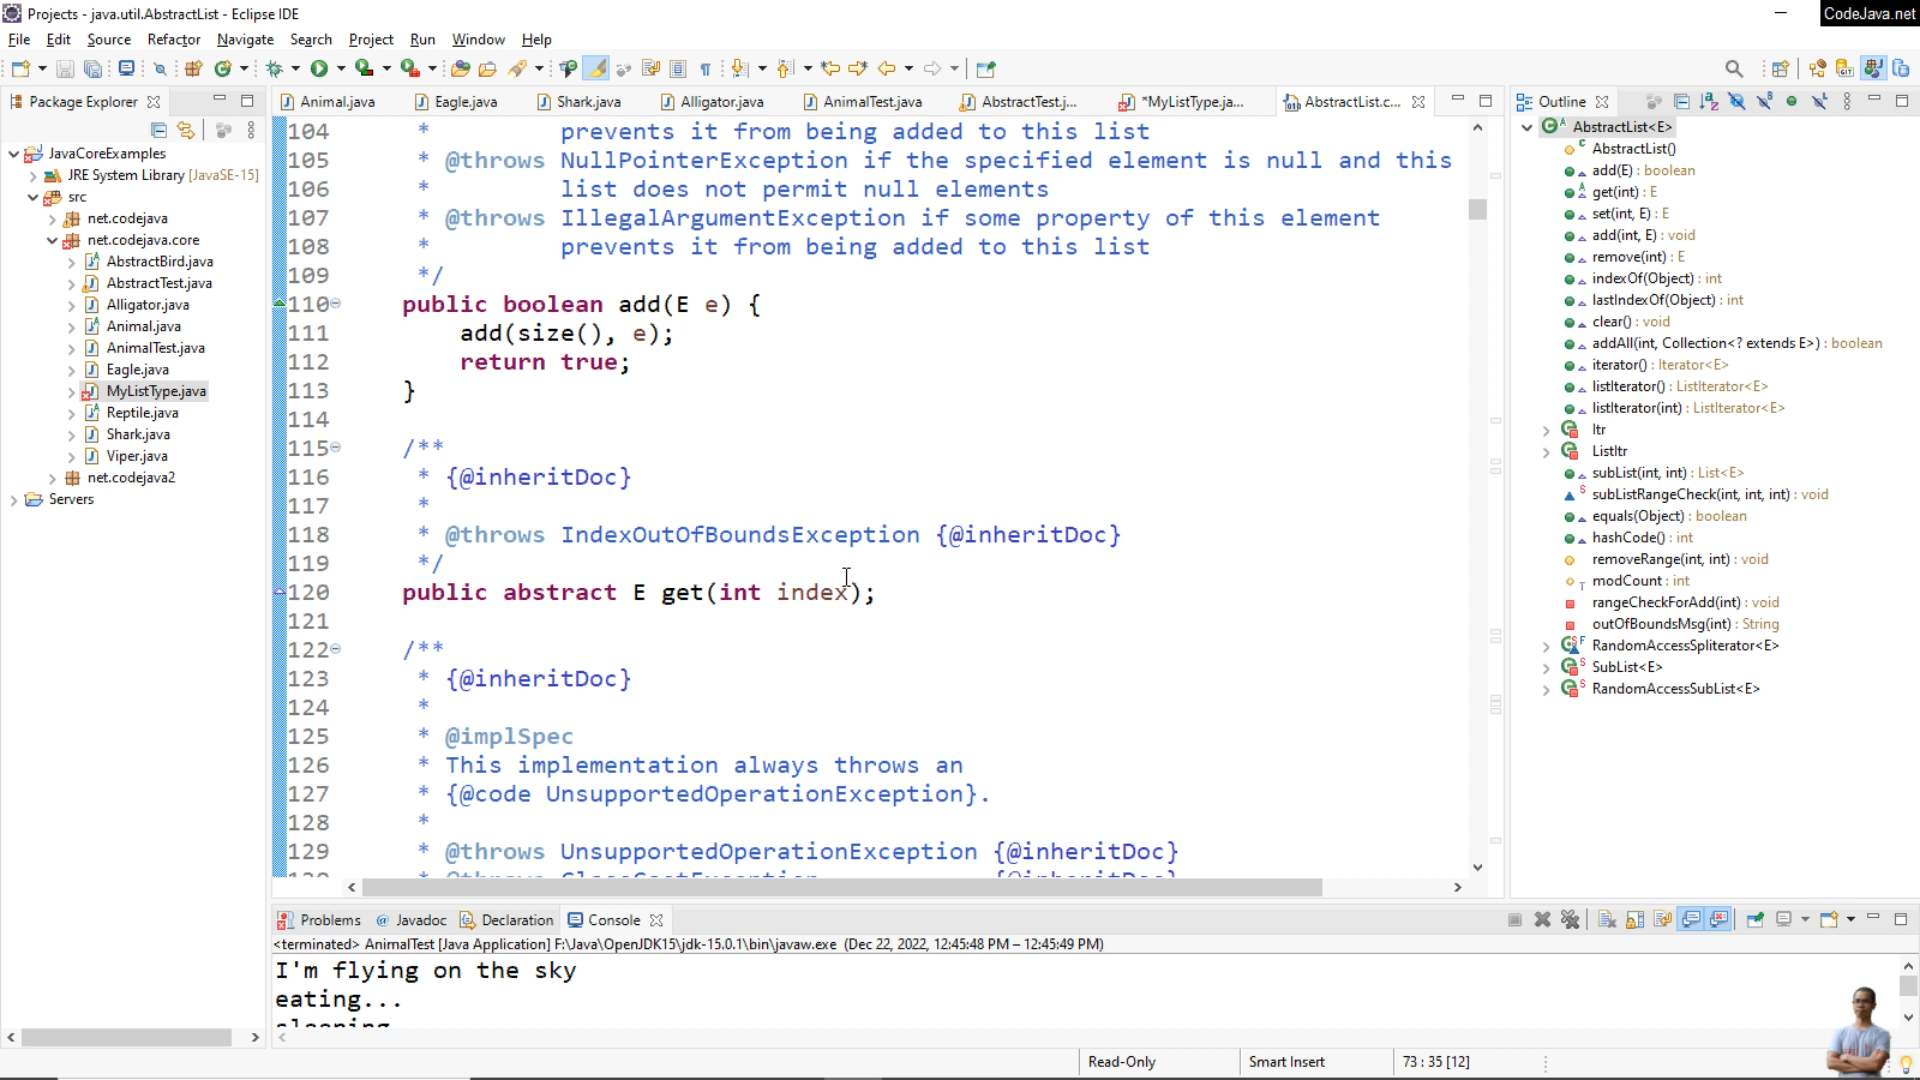 Projects - java.util.AbstractList - Eclipse IDE
CodeJava.net
File Edit Source Refactor Navigate Search Project Run Window Help
Package Explorer
JavaCoreExamples
JRE System Library [JavaSE-15]
src
net.codejava
net.codejava.core
AbstractBird.java
AbstractTest.java
Alligator.java
Animal.java
AnimalTest.java
Eagle.java
MyListType.java
Reptile.java
Shark.java
Viper.java
net.codejava2
Servers
Animal.java Eagle.java Shark.java Alligator.java AnimalTest.java AbstractTest.j... *MyListType.ja... AbstractList.c...
104 * prevents it from being added to this list
105 * @throws NullPointerException if the specified element is null and this
106 * list does not permit null elements
107 * @throws IllegalArgumentException if some property of this element
108 * prevents it from being added to this list
109 */
110 public boolean add(E e) {
111 add(size(), e);
112 return true;
113 }
114
115 /**
116 * {@inheritDoc}
117 *
118 * @throws IndexOutOfBoundsException {@inheritDoc}
119 */
120 public abstract E get(int index);
121
122 /**
123 * {@inheritDoc}
124 *
125 * @implSpec
126 * This implementation always throws an
127 * {@code UnsupportedOperationException}.
128 *
129 * @throws UnsupportedOperationException {@inheritDoc}
130 * @throws ClassCastException {@inheritDoc}
Outline
AbstractList<E>
AbstractList()
add(E) : boolean
get(int) : E
set(int, E) : E
add(int, E) : void
remove(int) : E
indexOf(Object) : int
lastIndexOf(Object) : int
clear() : void
addAll(int, Collection<? extends E>) : boolean
iterator() : Iterator<E>
listIterator() : ListIterator<E>
listIterator(int) : ListIterator<E>
Itr
ListItr
subList(int, int) : List<E>
subListRangeCheck(int, int, int) : void
equals(Object) : boolean
hashCode() : int
removeRange(int, int) : void
modCount : int
rangeCheckForAdd(int) : void
outOfBoundsMsg(int) : String
RandomAccessSpliterator<E>
SubList<E>
RandomAccessSubList<E>
Problems Javadoc Declaration Console
<terminated> AnimalTest [Java Application] F:\Java\OpenJDK15\jdk-15.0.1\bin\javaw.exe (Dec 22, 2022, 12:45:48 PM – 12:45:49 PM)
I'm flying on the sky
eating...
sleeping
Read-Only Smart Insert 73 : 35 [12]